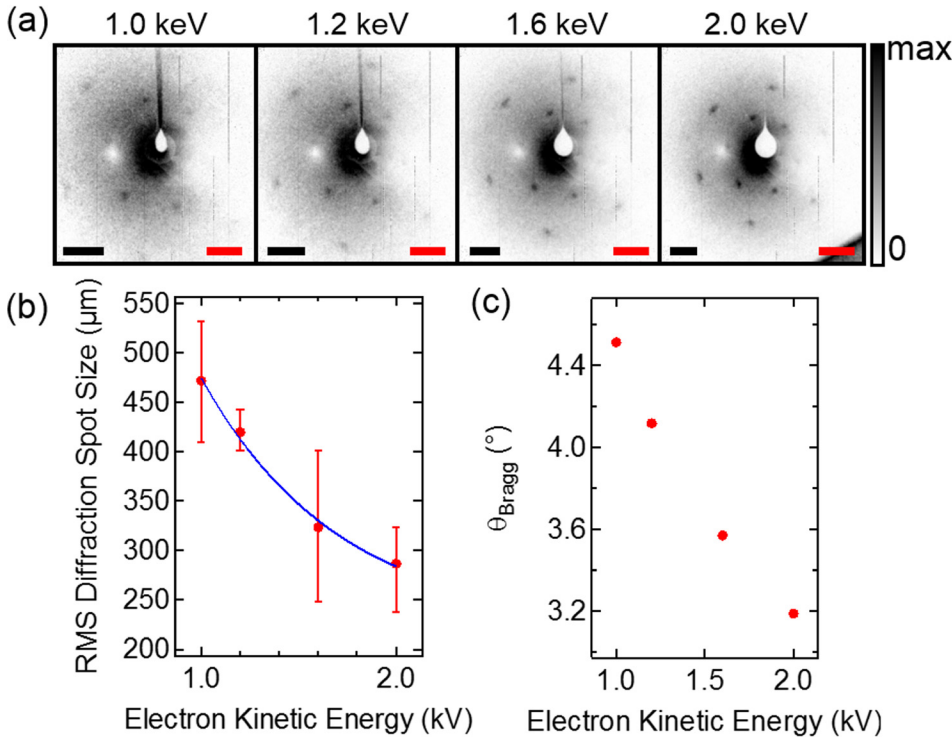 (a) 1.0 keV 1.2 keV 1.6 keV 2.0 keV
max
0
(b)
RMS Diffraction Spot Size (µm)
550
500
450
400
350
300
250
200
1.0 2.0
Electron Kinetic Energy (kV)
(c)
θBragg (°)
4.4
4.0
3.6
3.2
1.0 1.5 2.0
Electron Kinetic Energy (kV)